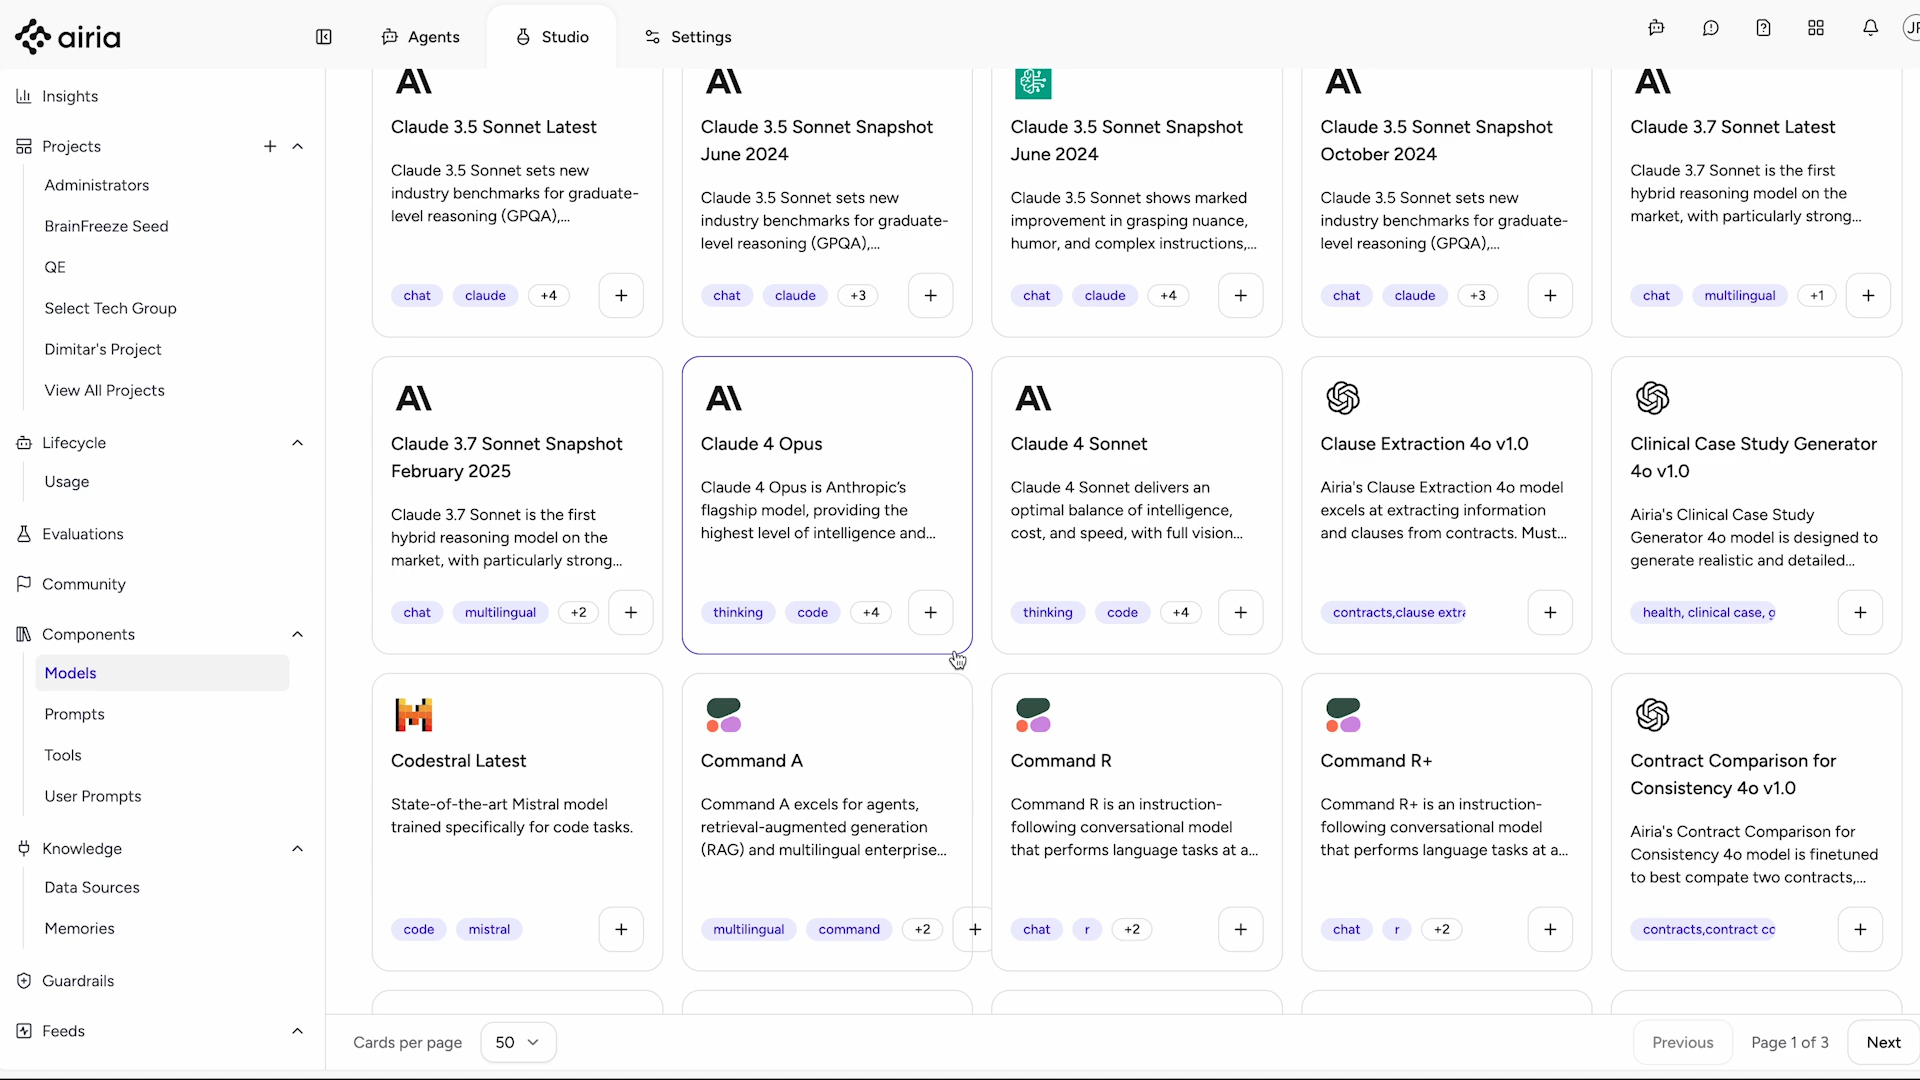 airia
Agents
Studio
Settings
JR
Insights
Projects
Administrators
BrainFreeze Seed
QE
Select Tech Group
Dimitar's Project
View All Projects
Lifecycle
Usage
Evaluations
Community
Components
Models
Prompts
Tools
User Prompts
Knowledge
Data Sources
Memories
Guardrails
Feeds
Claude 3.5 Sonnet Latest
Claude 3.5 Sonnet sets new
industry benchmarks for graduate-
level reasoning (GPQA),...
chat claude +4
Claude 3.5 Sonnet Snapshot
June 2024
Claude 3.5 Sonnet sets new
industry benchmarks for graduate-
level reasoning (GPQA),...
chat claude +3
Claude 3.5 Sonnet Snapshot
June 2024
Claude 3.5 Sonnet shows marked
improvement in grasping nuance,
humor, and complex instructions,...
chat claude +4
Claude 3.5 Sonnet Snapshot
October 2024
Claude 3.5 Sonnet sets new
industry benchmarks for graduate-
level reasoning (GPQA),...
chat claude +3
Claude 3.7 Sonnet Latest
Claude 3.7 Sonnet is the first
hybrid reasoning model on the
market, with particularly strong...
chat multilingual +1
Claude 3.7 Sonnet Snapshot
February 2025
Claude 3.7 Sonnet is the first
hybrid reasoning model on the
market, with particularly strong...
chat multilingual +2
Claude 4 Opus
Claude 4 Opus is Anthropic's
flagship model, providing the
highest level of intelligence and...
thinking code +4
Claude 4 Sonnet
Claude 4 Sonnet delivers an
optimal balance of intelligence,
cost, and speed, with full vision...
thinking code +4
Clause Extraction 4o v1.0
Airia's Clause Extraction 4o model
excels at extracting information
and clauses from contracts. Must...
contracts,clause extra
Clinical Case Study Generator
4o v1.0
Airia's Clinical Case Study
Generator 4o model is designed to
generate realistic and detailed...
health, clinical case, g
Codestral Latest
State-of-the-art Mistral model
trained specifically for code tasks.
code mistral
Command A
Command A excels for agents,
retrieval-augmented generation
(RAG) and multilingual enterprise...
multilingual command +2
Command R
Command R is an instruction-
following conversational model
that performs language tasks at a...
chat r +2
Command R+
Command R+ is an instruction-
following conversational model
that performs language tasks at a...
chat r +2
Contract Comparison for
Consistency 4o v1.0
Airia's Contract Comparison for
Consistency 4o model is finetuned
to best compate two contracts,...
contracts,contract co
Cards per page 50
Previous Page 1 of 3 Next